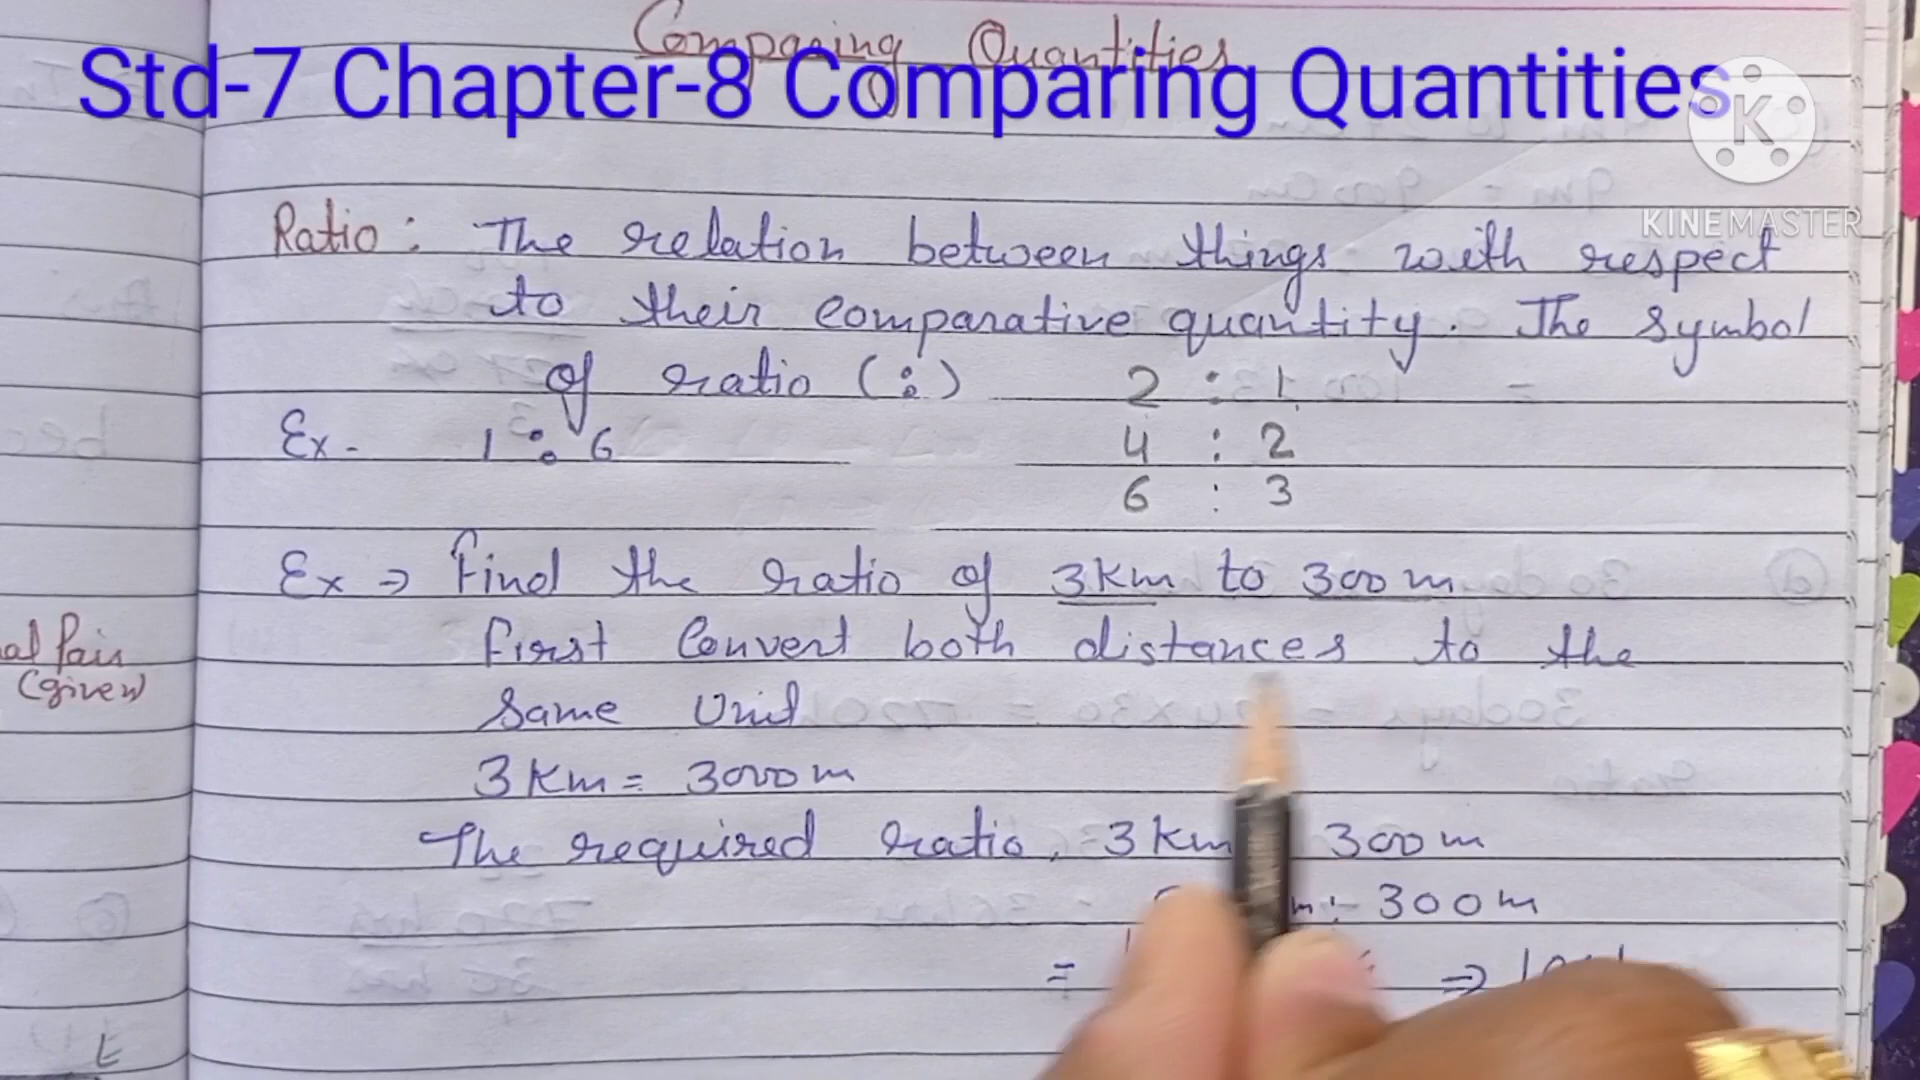 Comparing Quantities
Std-7 Chapter-8 Comparing Quantities
K
KINEMASTER
Ratio : The relation between things with respect
to their comparative quantity. The symbol
of ratio (:) 2 : 1
Ex - 1 : 6 4 : 2
6 : 3
Ex ⇒ Find the ratio of 3 Km to 300 m
First Convert both distances to the
al Pair
(given)
Same Unit
3 Km = 3000 m
The required ratio, 3 Km 300 m
m : 300 m
= ⇒